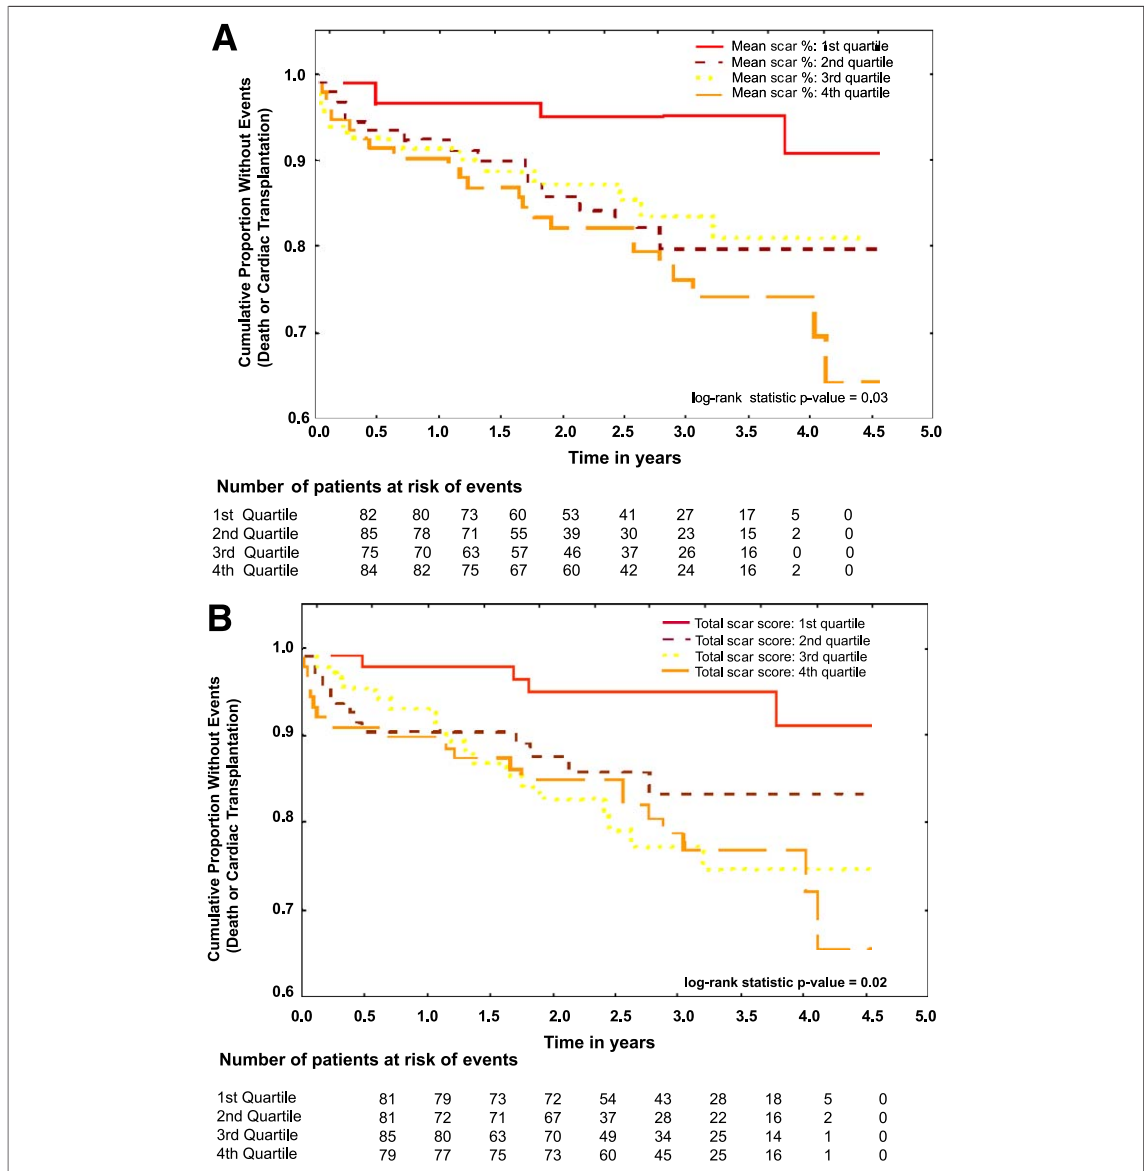 A
Cumulative Proportion Without Events
(Death or Cardiac Transplantation)
1.0
0.9
0.8
0.7
0.6
Mean scar %: 1st quartile
Mean scar %: 2nd quartile
Mean scar %: 3rd quartile
Mean scar %: 4th quartile
log-rank statistic p-value = 0.03
0.0 0.5 1.0 1.5 2.0 2.5 3.0 3.5 4.0 4.5 5.0
Time in years
Number of patients at risk of events
1st Quartile 82 80 73 60 53 41 27 17 5 0
2nd Quartile 85 78 71 55 39 30 23 15 2 0
3rd Quartile 75 70 63 57 46 37 26 16 0 0
4th Quartile 84 82 75 67 60 42 24 16 2 0
B
Cumulative Proportion Without Events
(Death or Cardiac Transplantation)
1.0
0.9
0.8
0.7
0.6
Total scar score: 1st quartile
Total scar score: 2nd quartile
Total scar score: 3rd quartile
Total scar score: 4th quartile
log-rank statistic p-value = 0.02
0.0 0.5 1.0 1.5 2.0 2.5 3.0 3.5 4.0 4.5 5.0
Time in years
Number of patients at risk of events
1st Quartile 81 79 73 72 54 43 28 18 5 0
2nd Quartile 81 72 71 67 37 28 22 16 2 0
3rd Quartile 85 80 63 70 49 34 25 14 1 0
4th Quartile 79 77 75 73 60 45 25 16 1 0